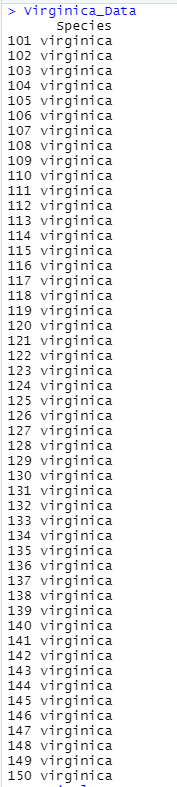 > Virginica_Data
Species
101 virginica
102 virginica
103 virginica
104 virginica
105 virginica
106 virginica
107 virginica
108 virginica
109 virginica
110 virginica
111 virginica
112 virginica
113 virginica
114 virginica
115 virginica
116 virginica
117 virginica
118 virginica
119 virginica
120 virginica
121 virginica
122 virginica
123 virginica
124 virginica
125 virginica
126 virginica
127 virginica
128 virginica
129 virginica
130 virginica
131 virginica
132 virginica
133 virginica
134 virginica
135 virginica
136 virginica
137 virginica
138 virginica
139 virginica
140 virginica
141 virginica
142 virginica
143 virginica
144 virginica
145 virginica
146 virginica
147 virginica
148 virginica
149 virginica
150 virginica